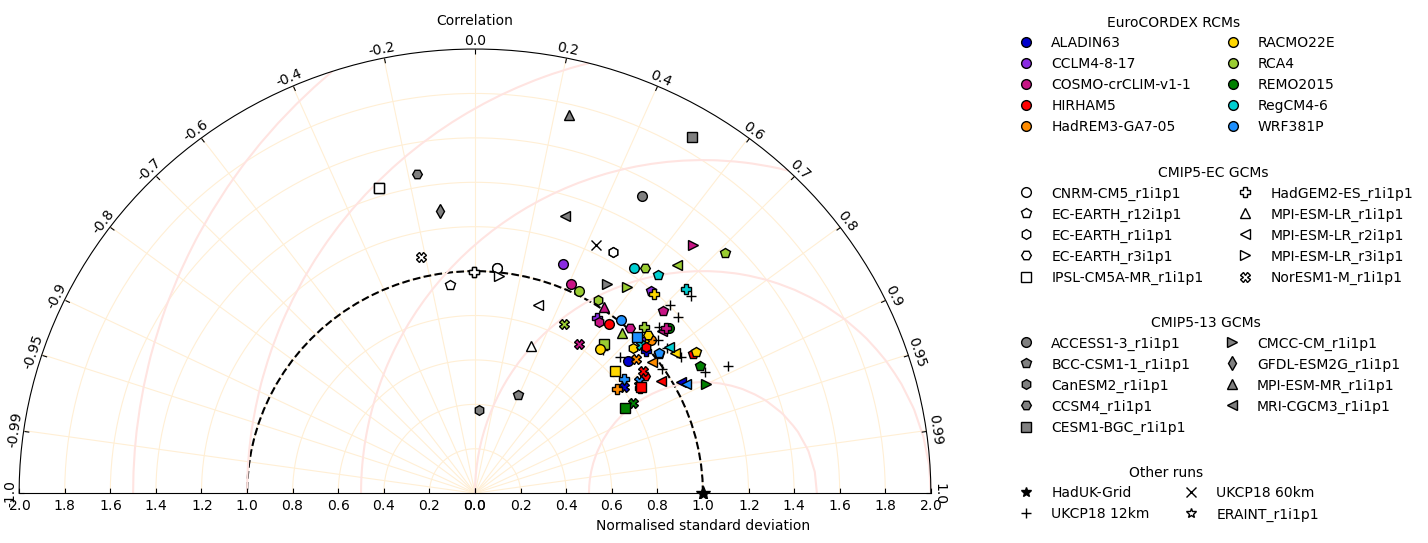 Correlation
0.0
-0.2
0.2
-0.4
0.4
-0.6
0.6
-0.7
0.7
-0.8
0.8
-0.9
0.9
-0.95
0.95
-0.99
0.99
1.0
1.0
2.0 1.8 1.6 1.4 1.2 1.0 0.8 0.6 0.4 0.2 0.0 0.2 0.4 0.6 0.8 1.0 1.2 1.4 1.6 1.8 2.0
Normalised standard deviation
EuroCORDEX RCMs
ALADIN63 RACMO22E
CCLM4-8-17 RCA4
COSMO-crCLIM-v1-1 REMO2015
HIRHAM5 RegCM4-6
HadREM3-GA7-05 WRF381P
CMIP5-EC GCMs
CNRM-CM5_r1i1p1 HadGEM2-ES_r1i1p1
EC-EARTH_r12i1p1 MPI-ESM-LR_r1i1p1
EC-EARTH_r1i1p1 MPI-ESM-LR_r2i1p1
EC-EARTH_r3i1p1 MPI-ESM-LR_r3i1p1
IPSL-CM5A-MR_r1i1p1 NorESM1-M_r1i1p1
CMIP5-13 GCMs
ACCESS1-3_r1i1p1 CMCC-CM_r1i1p1
BCC-CSM1-1_r1i1p1 GFDL-ESM2G_r1i1p1
CanESM2_r1i1p1 MPI-ESM-MR_r1i1p1
CCSM4_r1i1p1 MRI-CGCM3_r1i1p1
CESM1-BGC_r1i1p1
Other runs
HadUK-Grid UKCP18 60km
UKCP18 12km ERAINT_r1i1p1